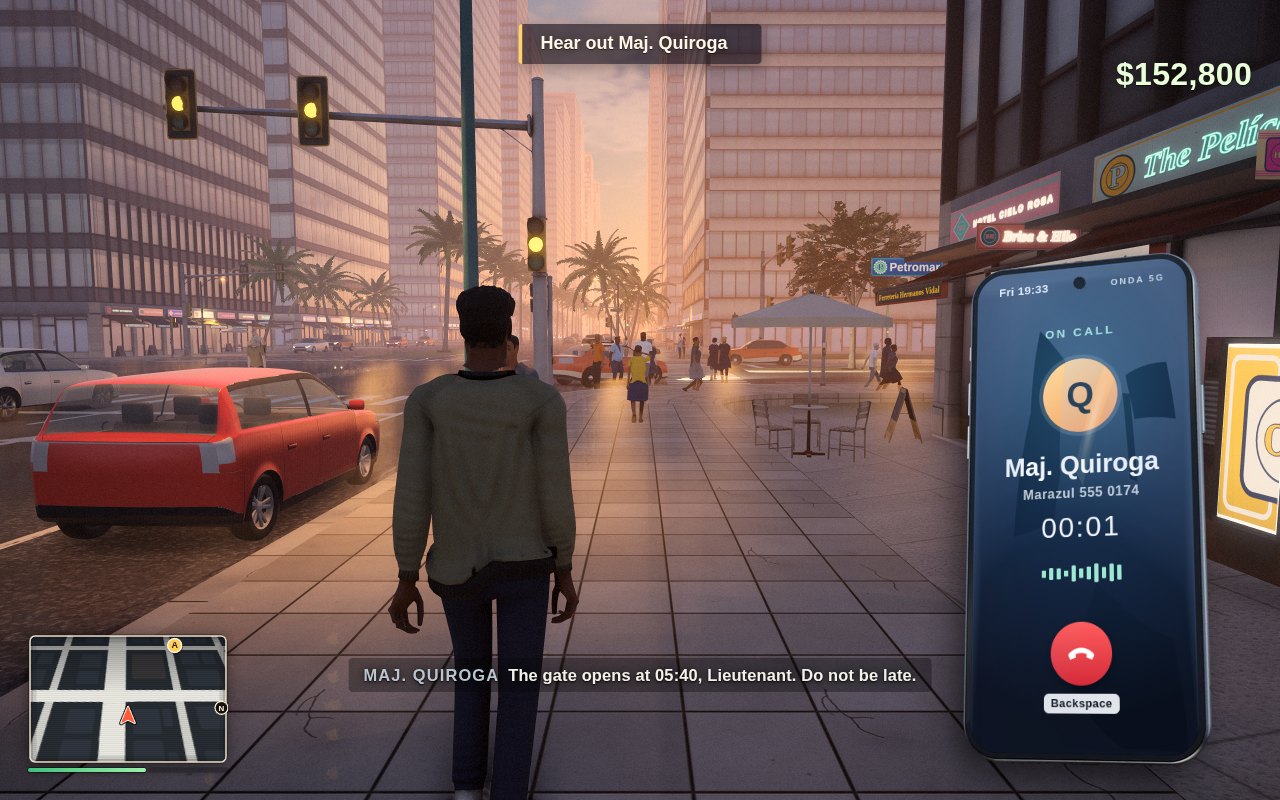 Hear out Maj. Quiroga
$152,800
The Pelíc
P
HOTEL CIELO ROSA
Brisa & Hilo
Petromar
Ferretería Hermanos Vidal
Fri 19:33
ONDA 5G
ON CALL
Q
Maj. Quiroga
Marazul 555 0174
00:01
Backspace
MAJ. QUIROGA The gate opens at 05:40, Lieutenant. Do not be late.
A
N